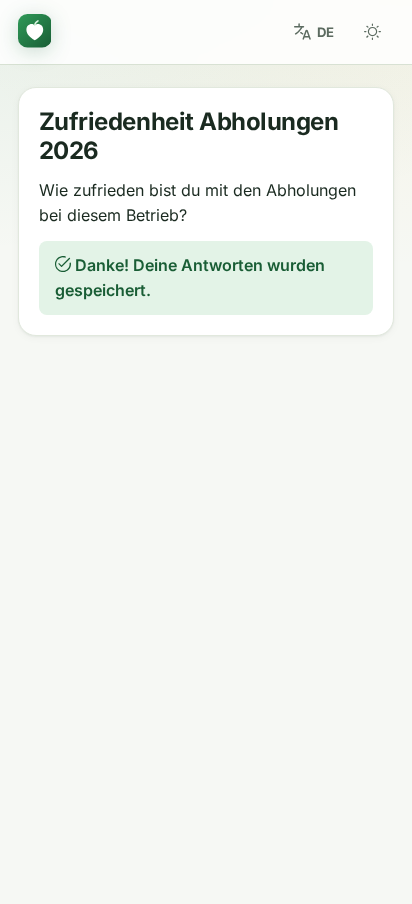 DE
Zufriedenheit Abholungen
2026
Wie zufrieden bist du mit den Abholungen
bei diesem Betrieb?
Danke! Deine Antworten wurden
gespeichert.